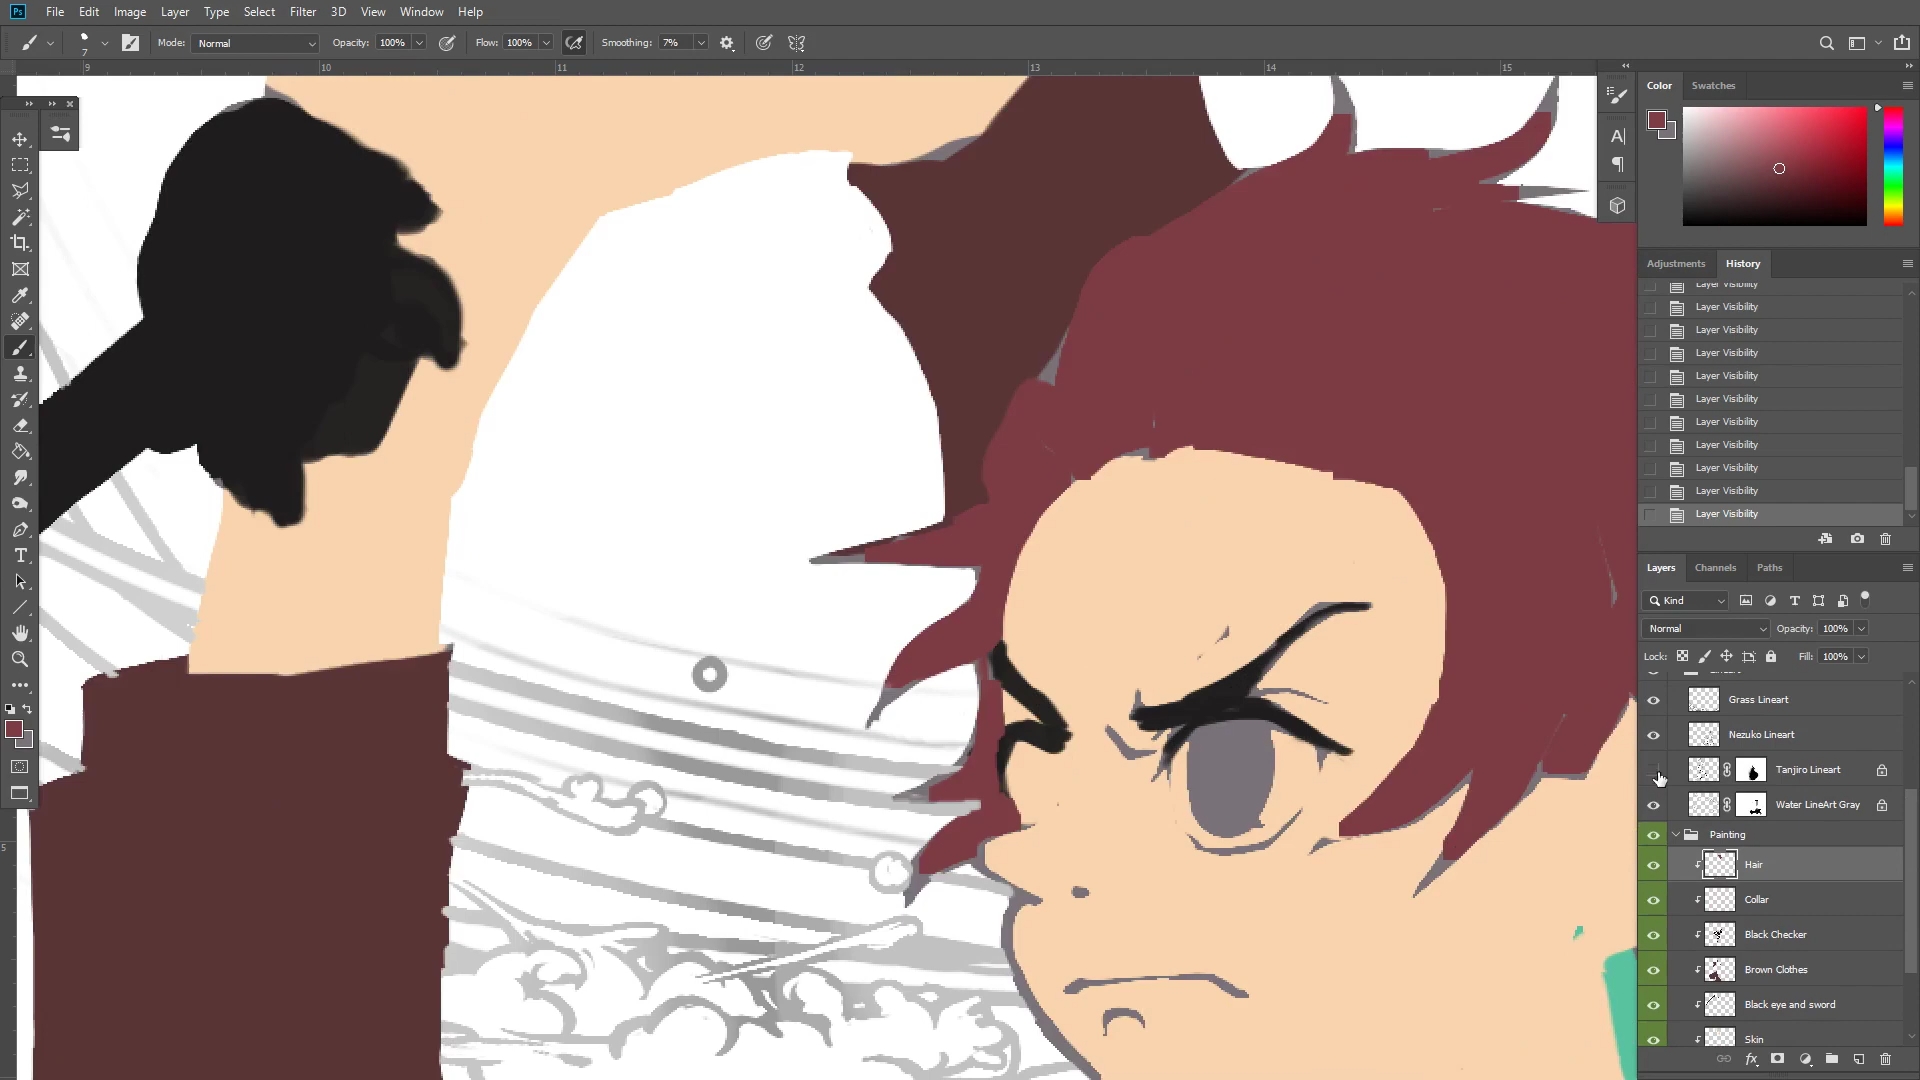 Ps File Edit Image Layer Type Select Filter 3D View Window Help
7 Mode: Normal Opacity: 100% Flow: 100% Smoothing: 7%
9 10 11 12 13 14 15
Color Swatches
Adjustments History
Layer Visibility
Layer Visibility
Layer Visibility
Layer Visibility
Layer Visibility
Layer Visibility
Layer Visibility
Layer Visibility
Layer Visibility
Layer Visibility
Layer Visibility
Layers Channels Paths
Kind
Normal Opacity: 100%
Lock: Fill: 100%
Grass Lineart
Nezuko Lineart
Tanjiro Lineart
Water LineArt Gray
5
Painting
Hair
Collar
Black Checker
Brown Clothes
Black eye and sword
Skin